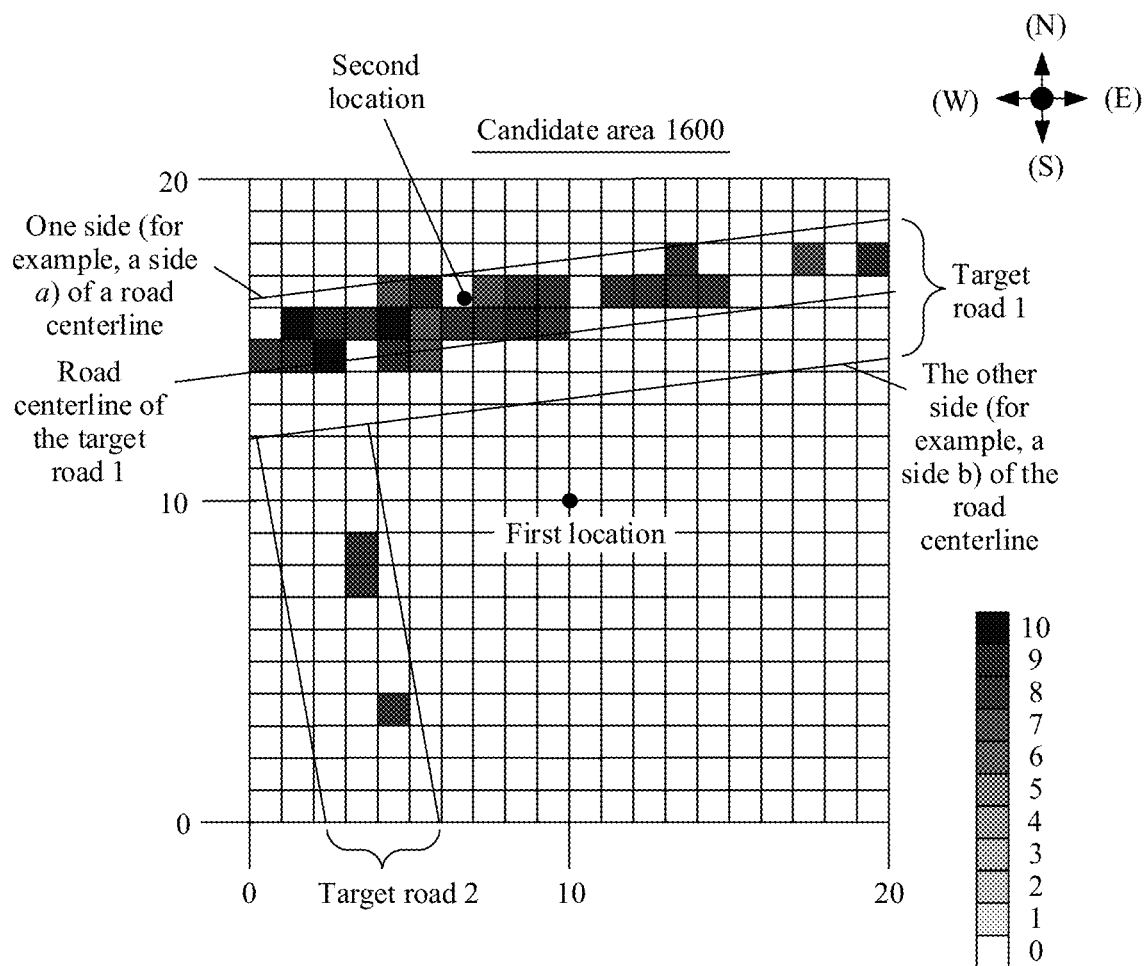 (N)
(W)
(E)
(S)
Second
location
Candidate area 1600
20
One side (for
example, a side
a) of a road
centerline
Target
road 1
Road
centerline of
the target
road 1
The other
side (for
example, a
side b) of the
road
centerline
10
First location
0
0
Target road 2
10
20
10
9
8
7
6
5
4
3
2
1
0